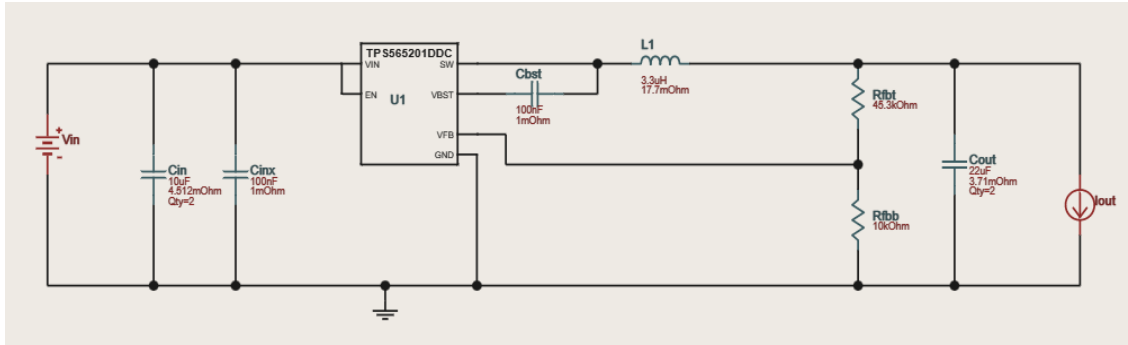 TPS565201DDC
VIN
SW
EN
VBST
U1
VFB
GND
L1
3.3uH
17.7mOhm
Cbst
100nF
1mOhm
Vin
+
-
Cin
10uF
4.512mOhm
Qty=2
Cinx
100nF
1mOhm
Rfbt
45.3kOhm
Rfbb
10kOhm
Cout
22uF
3.71mOhm
Qty=2
Iout